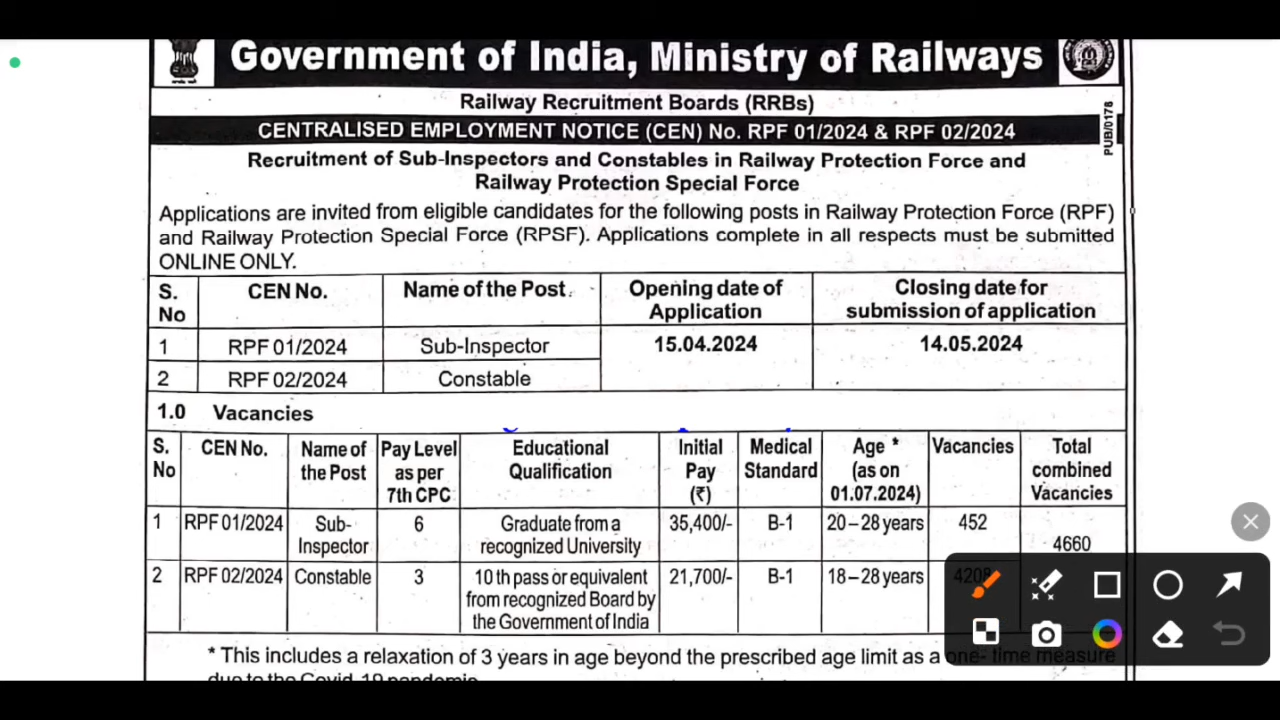 Government of India, Ministry of Railways
Railway Recruitment Boards (RRBs)
CENTRALISED EMPLOYMENT NOTICE (CEN) No. RPF 01/2024 & RPF 02/2024
PUB/0178
Recruitment of Sub-Inspectors and Constables in Railway Protection Force and
Railway Protection Special Force
Applications are invited from eligible candidates for the following posts in Railway Protection Force (RPF)
and Railway Protection Special Force (RPSF). Applications complete in all respects must be submitted
ONLINE ONLY.
S. No CEN No. Name of the Post Opening date of Application Closing date for submission of application
1 RPF 01/2024 Sub-Inspector 15.04.2024 14.05.2024
2 RPF 02/2024 Constable
1.0 Vacancies
S. No CEN No. Name of the Post Pay Level as per 7th CPC Educational Qualification Initial Pay (₹) Medical Standard Age * (as on 01.07.2024) Vacancies Total combined Vacancies
1 RPF 01/2024 Sub-Inspector 6 Graduate from a recognized University 35,400/- B-1 20 – 28 years 452 4660
2 RPF 02/2024 Constable 3 10th pass or equivalent from recognized Board by the Government of India 21,700/- B-1 18 – 28 years 4208
* This includes a relaxation of 3 years in age beyond the prescribed age limit as a one- time measure
due to the Covid-19 pandemic